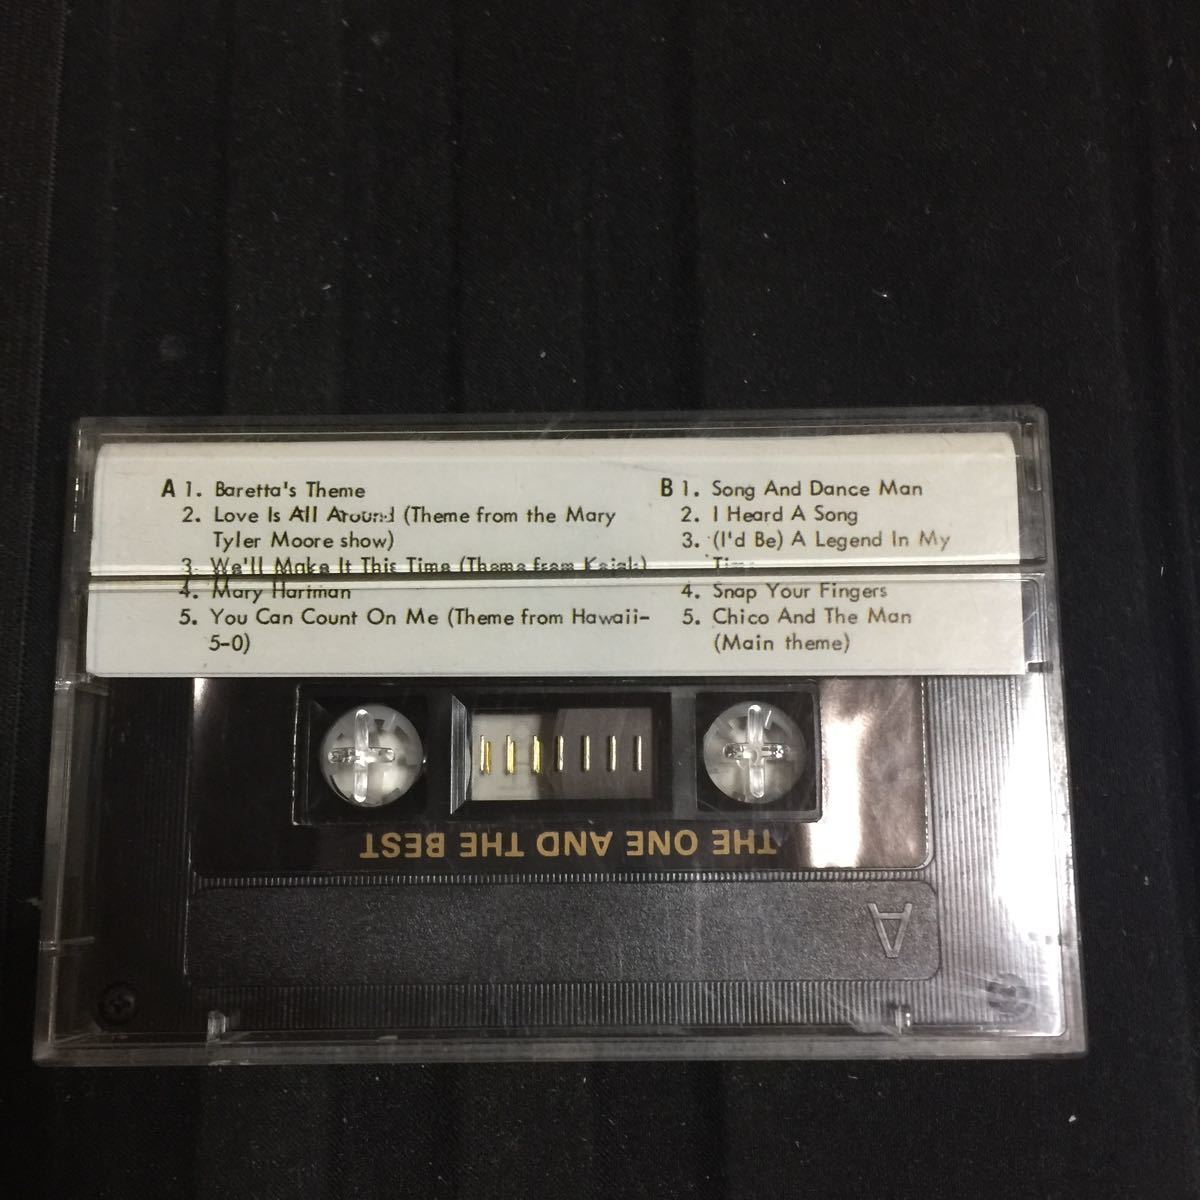 A 1. Baretta's Theme
2. Love Is All Around (Theme from the Mary
Tyler Moore show)
3. We'll Make It This Time (Theme from Kojak)
4. Mary Hartman
5. You Can Count On Me (Theme from Hawaii-
5-0)
B 1. Song And Dance Man
2. I Heard A Song
3. (I'd Be) A Legend In My
Time
4. Snap Your Fingers
5. Chico And The Man
(Main theme)
THE ONE AND THE BEST
A